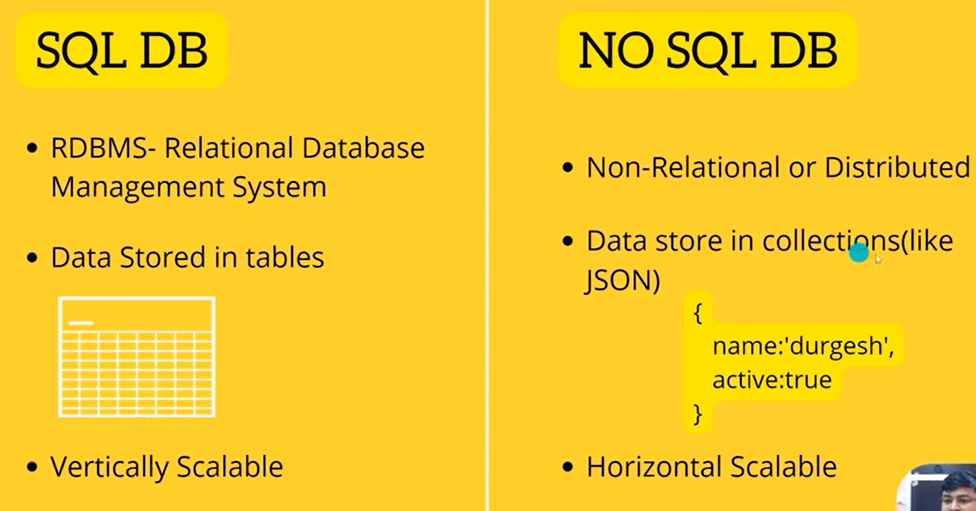 SQL DB
RDBMS- Relational Database
Management System
Data Stored in tables
Vertically Scalable
NO SQL DB
Non-Relational or Distributed
Data store in collections(like
JSON)
{
name:'durgesh',
active:true
}
Horizontal Scalable